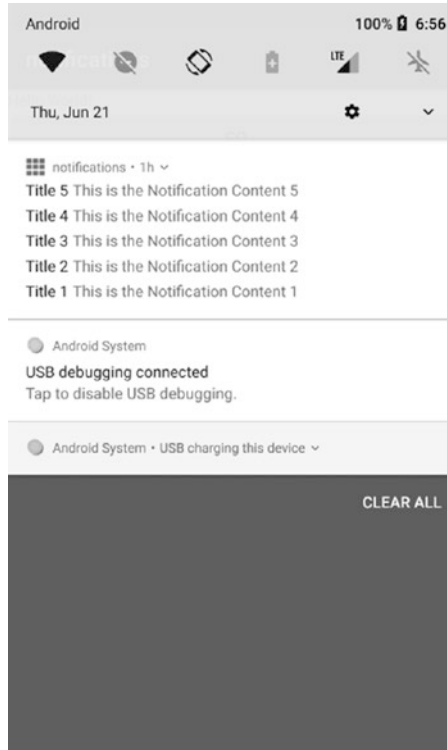 Android 100% 6:56
notifications
LTE
Thu, Jun 21
notifications • 1h
Title 5 This is the Notification Content 5
Title 4 This is the Notification Content 4
Title 3 This is the Notification Content 3
Title 2 This is the Notification Content 2
Title 1 This is the Notification Content 1
Android System
USB debugging connected
Tap to disable USB debugging.
Android System • USB charging this device
CLEAR ALL